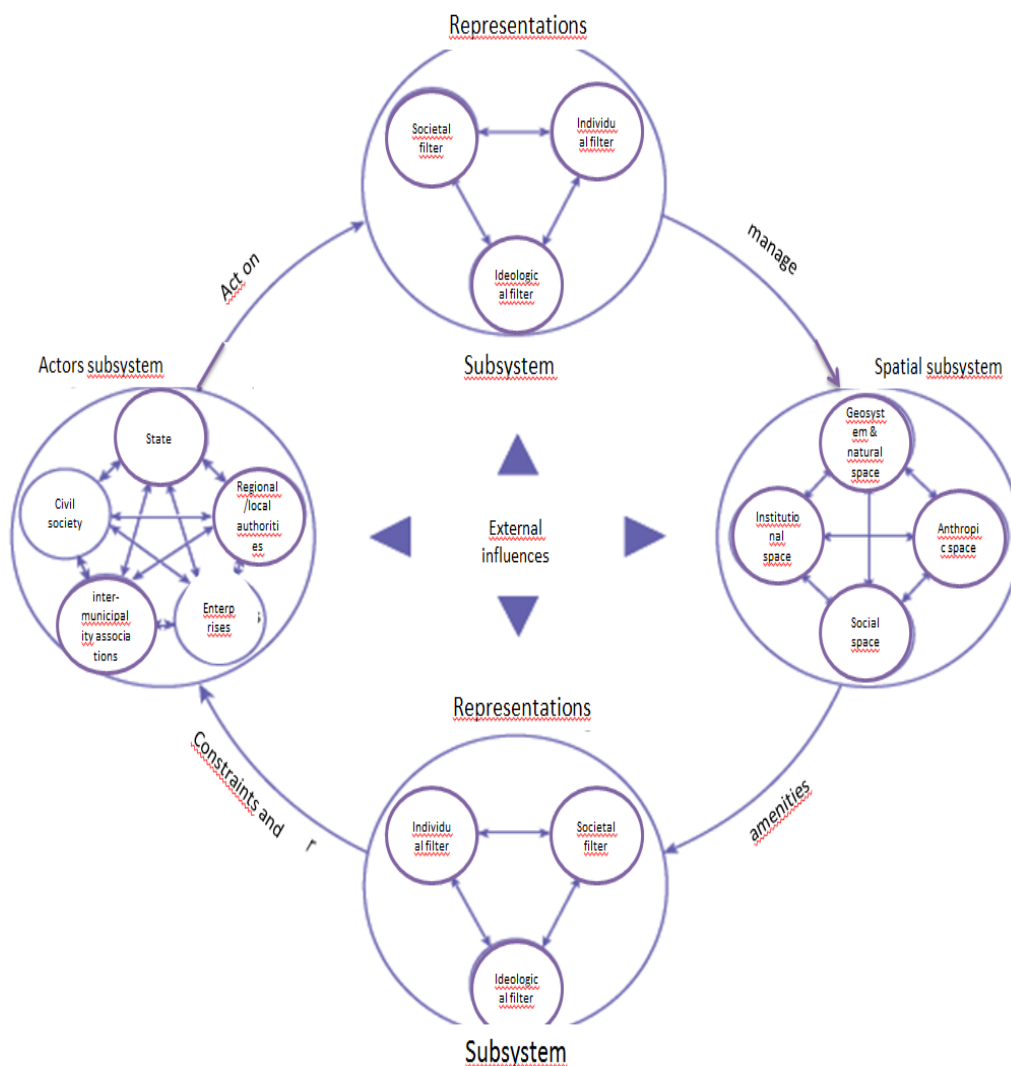 Representations
Societal
filter
Individu
al filter
Ideologic
al filter
Act on
manage
Subsystem
Actors subsystem
Spatial subsystem
State
Civil
society
Regional
/local
authoriti
es
inter-
municipal
ity associa
tions
Enterp
rises
s
External
influences
Geosyst
em &
natural
space
Institutio
nal
space
Anthropi
c space
Social
space
Constraints and r
amenities
Representations
Individu
al filter
Societal
filter
Ideologic
al filter
Subsystem